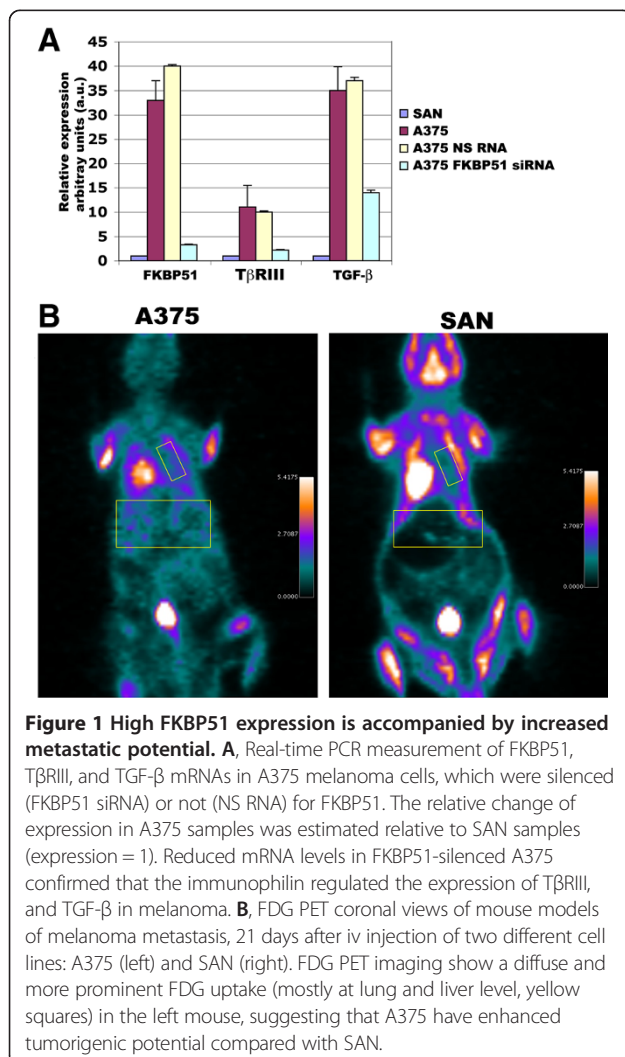 A
Relative expression
arbitray units (a.u.)
45
40
35
30
25
20
15
10
5
0
FKBP51
TβRIII
TGF-β
SAN
A375
A375 NS RNA
A375 FKBP51 siRNA
B
A375
SAN
5.4175
2.7087
0.0000
5.4175
2.7087
0.0000
Figure 1 High FKBP51 expression is accompanied by increased
metastatic potential. A, Real-time PCR measurement of FKBP51,
TβRIII, and TGF-β mRNAs in A375 melanoma cells, which were silenced
(FKBP51 siRNA) or not (NS RNA) for FKBP51. The relative change of
expression in A375 samples was estimated relative to SAN samples
(expression = 1). Reduced mRNA levels in FKBP51-silenced A375
confirmed that the immunophilin regulated the expression of TβRIII,
and TGF-β in melanoma. B, FDG PET coronal views of mouse models
of melanoma metastasis, 21 days after iv injection of two different cell
lines: A375 (left) and SAN (right). FDG PET imaging show a diffuse and
more prominent FDG uptake (mostly at lung and liver level, yellow
squares) in the left mouse, suggesting that A375 have enhanced
tumorigenic potential compared with SAN.